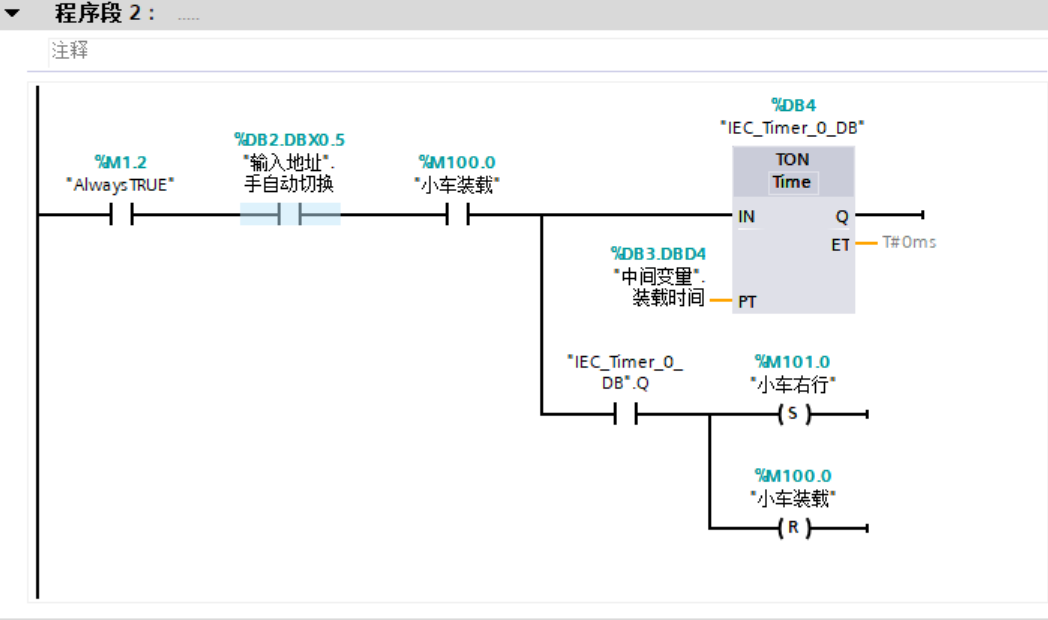 程序段 2： .....
注释
%DB4
"IEC_Timer_0_DB"
%DB2.DBX0.5
"输入地址".
手自动切换
%M1.2
"AlwaysTRUE"
%M100.0
"小车装载"
TON
Time
IN
Q
ET
T#0ms
%DB3.DBD4
"中间变量".
装载时间
PT
"IEC_Timer_0_
DB".Q
%M101.0
"小车右行"
S
%M100.0
"小车装载"
R